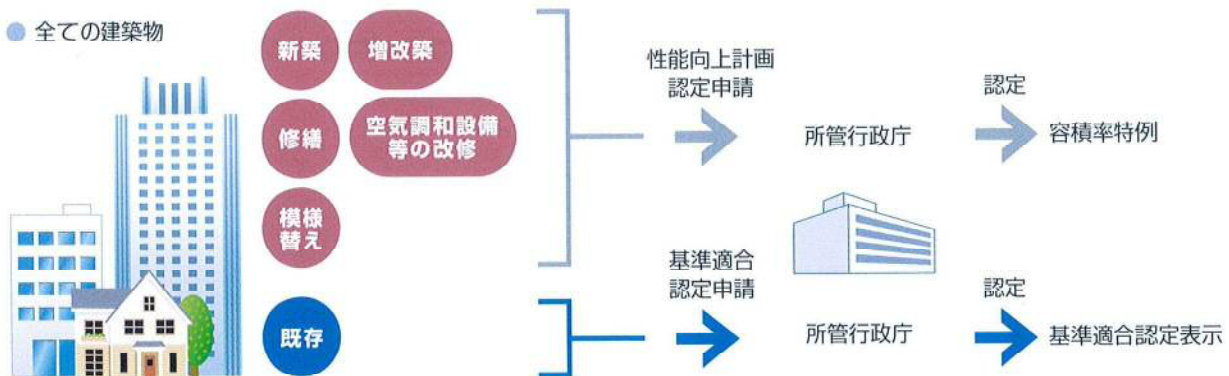 全ての建築物
新築
増改築
修繕
空気調和設備
等の改修
模様
替え
性能向上計画
認定申請
所管行政庁
認定
容積率特例
既存
基準適合
認定申請
所管行政庁
認定
基準適合認定表示